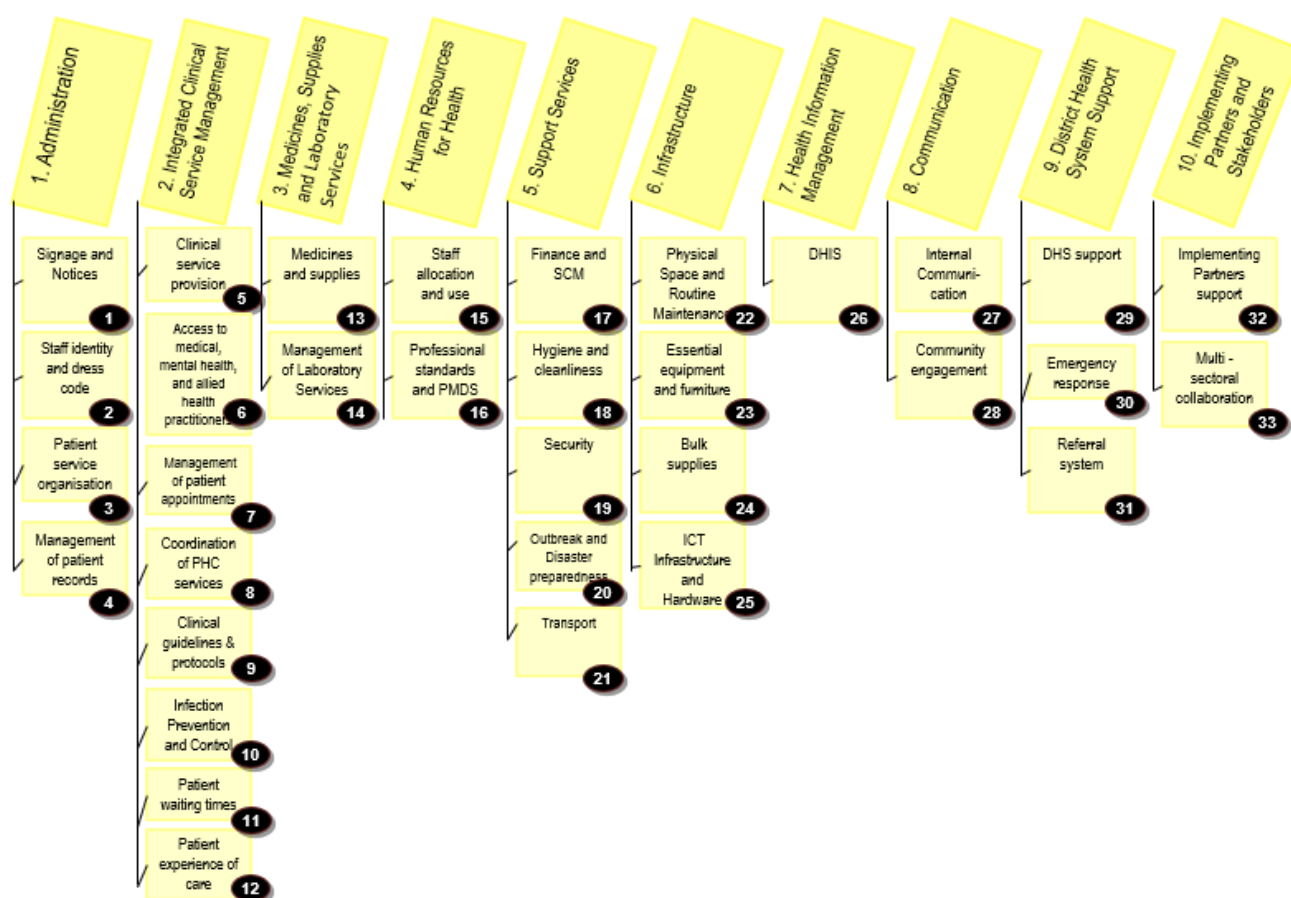 1. Administration
Signage and
Notices
1
Staff identity
and dress
code
2
Patient
service
organisation
3
Management
of patient
records
4
2. Integrated Clinical
Service Management
Clinical
service
provision
5
Access to
medical,
mental health,
and allied
health
practitioners
6
Management
of patient
appointments
7
Coordination
of PHC
services
8
Clinical
guidelines &
protocols
9
Infection
Prevention
and Control
10
Patient
waiting times
11
Patient
experience of
care
12
3. Medicines, Supplies
and Laboratory
Services
Medicines
and supplies
13
Management
of Laboratory
Services
14
4. Human Resources
for Health
Staff
allocation
and use
15
Professional
standards
and PMDS
16
5. Support Services
Finance and
SCM
17
Hygiene and
cleanliness
18
Security
19
Outbreak and
Disaster
preparedness
20
Transport
21
6. Infrastructure
Physical
Space and
Routine
Maintenance
22
Essential
equipment
and furniture
23
Bulk
supplies
24
ICT
Infrastructure
and
Hardware
25
7. Health Information
Management
DHIS
26
8. Communication
Internal
Communi-
cation
27
Community
engagement
28
9. District Health
System Support
DHS support
29
Emergency
response
30
Referral
system
31
10. Implementing
Partners and
Stakeholders
Implementing
Partners
support
32
Multi -
sectoral
collaboration
33